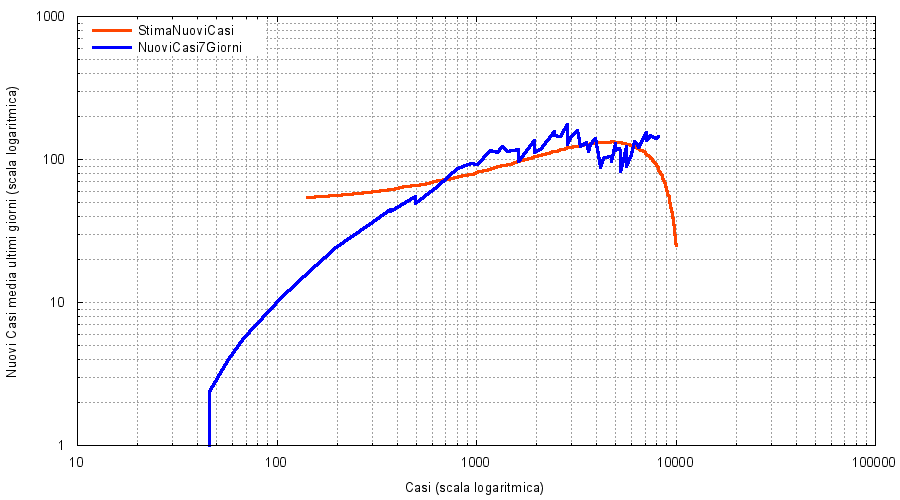 1000
StimaNuoviCasi
NuoviCasi7Giorni
100
10
1
Nuovi Casi media ultimi giorni (scala logaritmica)
10
100
1000
10000
100000
Casi (scala logaritmica)